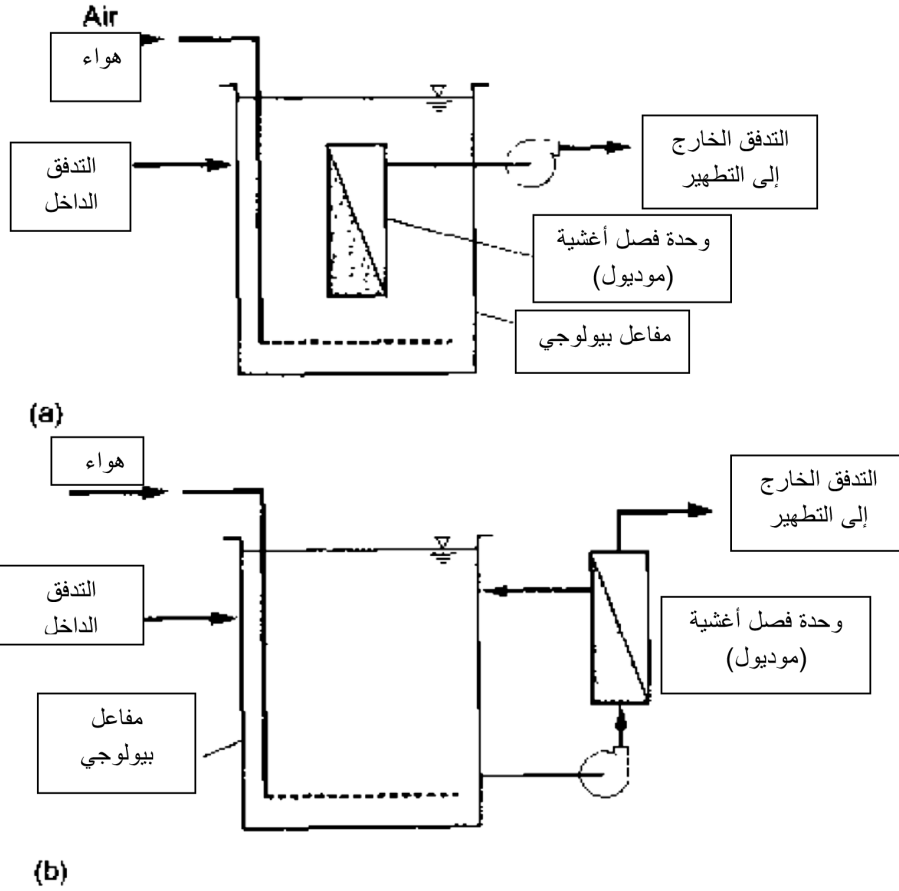 Air
هواء
التدفق
الداخل
التدفق الخارج
إلى التطهير
وحدة فصل أغشية
(موديول)
مفاعل بيولوجي
(a)
هواء
التدفق الخارج
إلى التطهير
التدفق
الداخل
وحدة فصل أغشية
(موديول)
مفاعل
بيولوجي
(b)